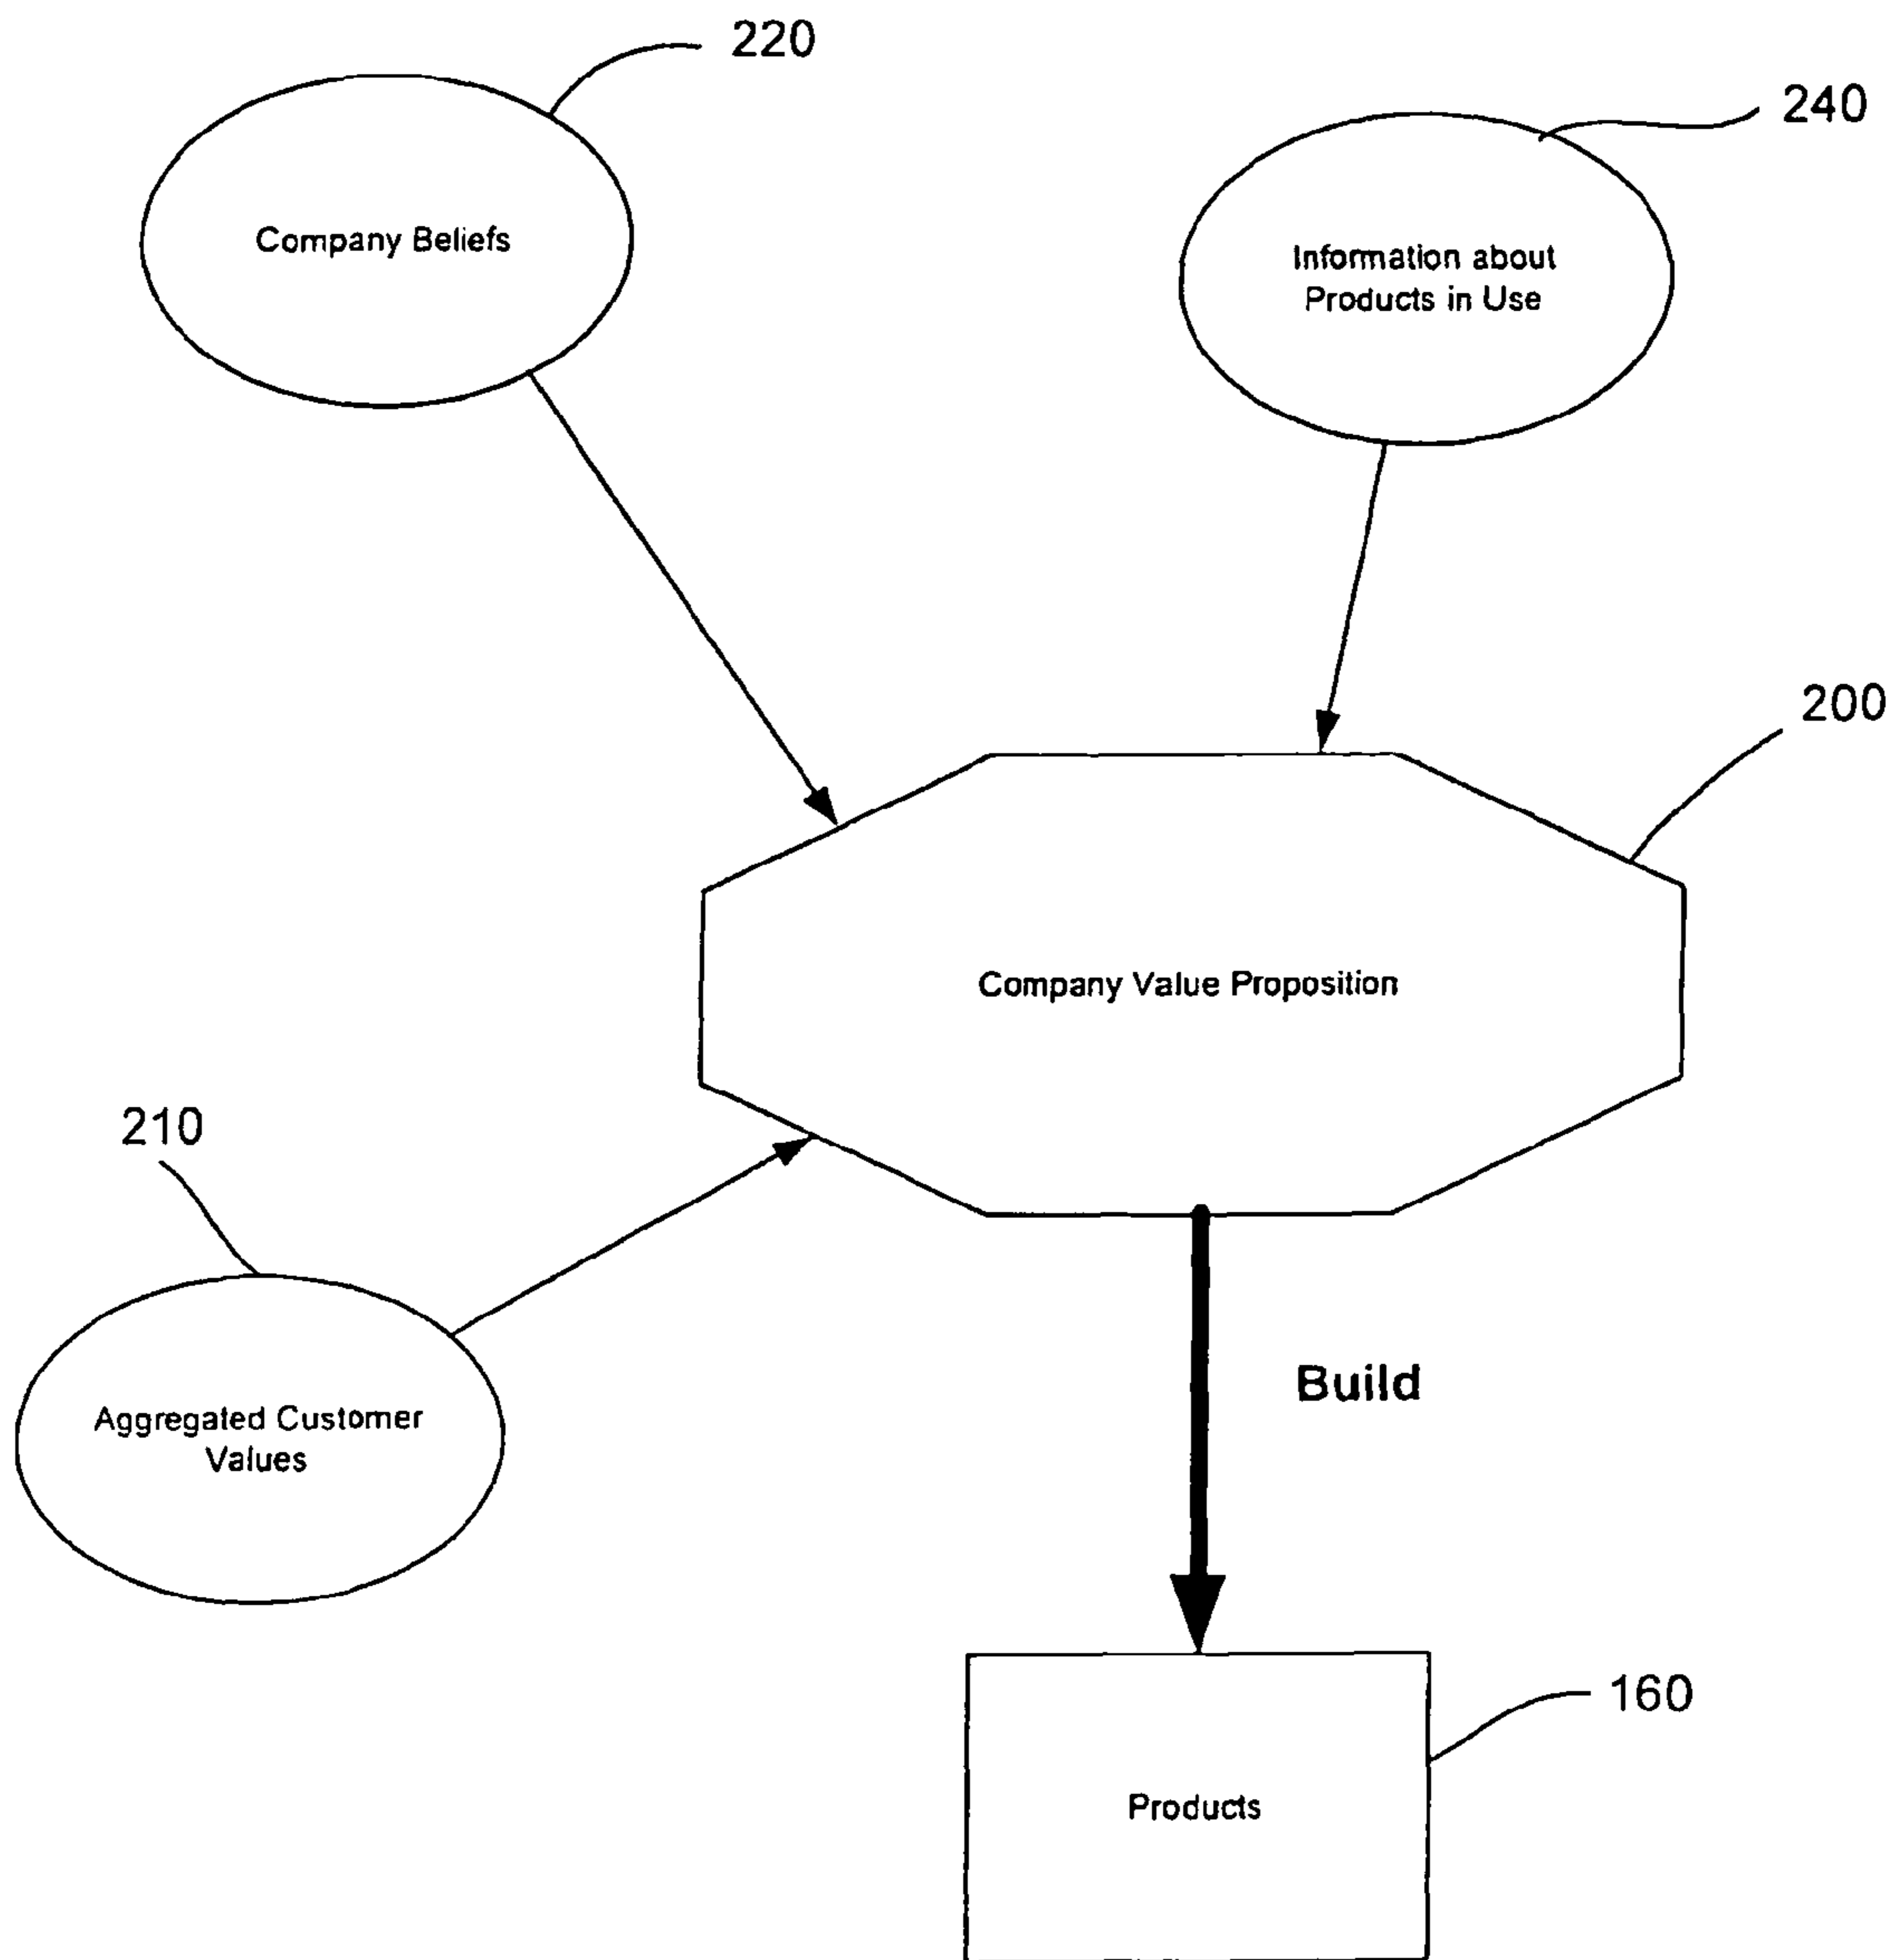 220
240
Company Beliefs
Information about
Products in Use
200
Company Value Proposition
210
Build
Aggregated Customer
Values
160
Products